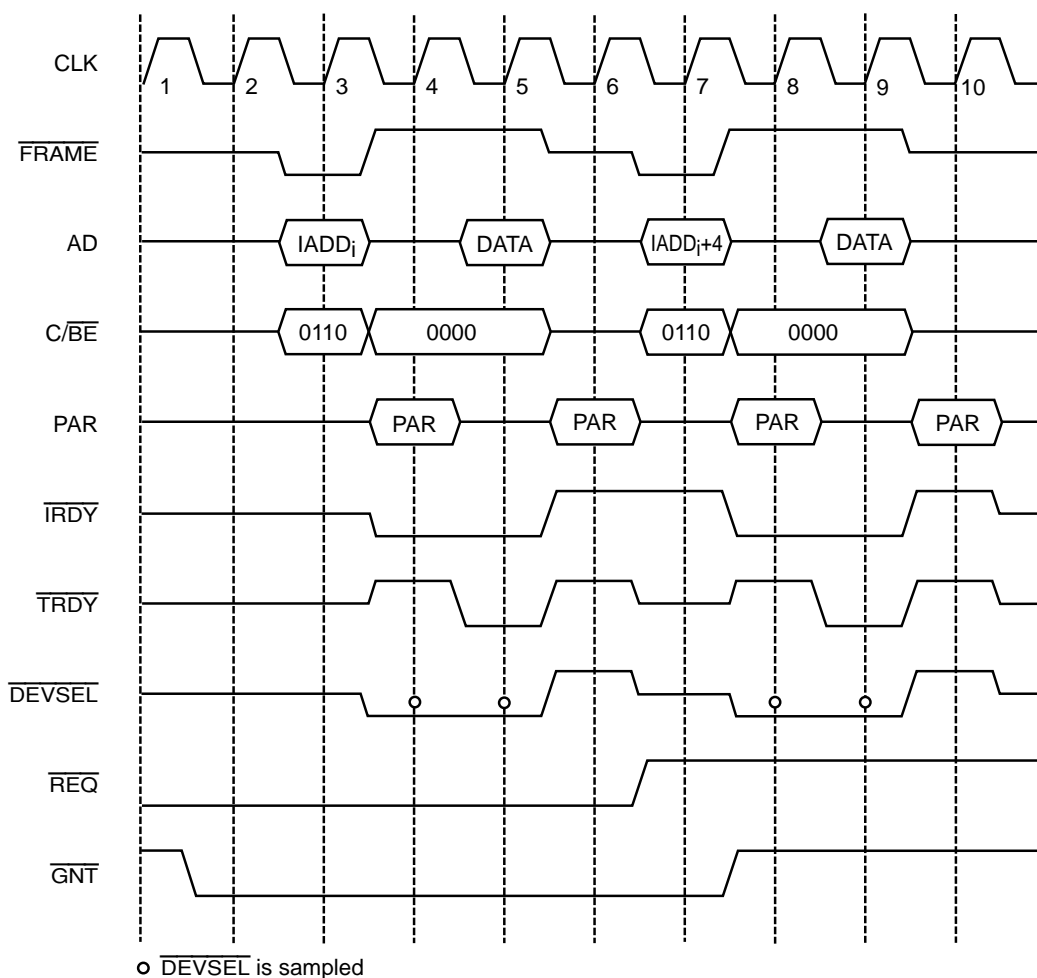 CLK
1 2 3 4 5 6 7 8 9 10
FRAME
AD
IADDi DATA IADDi+4 DATA
C/BE
0110 0000 0110 0000
PAR
PAR PAR PAR PAR
IRDY
TRDY
DEVSEL
REQ
GNT
DEVSEL is sampled